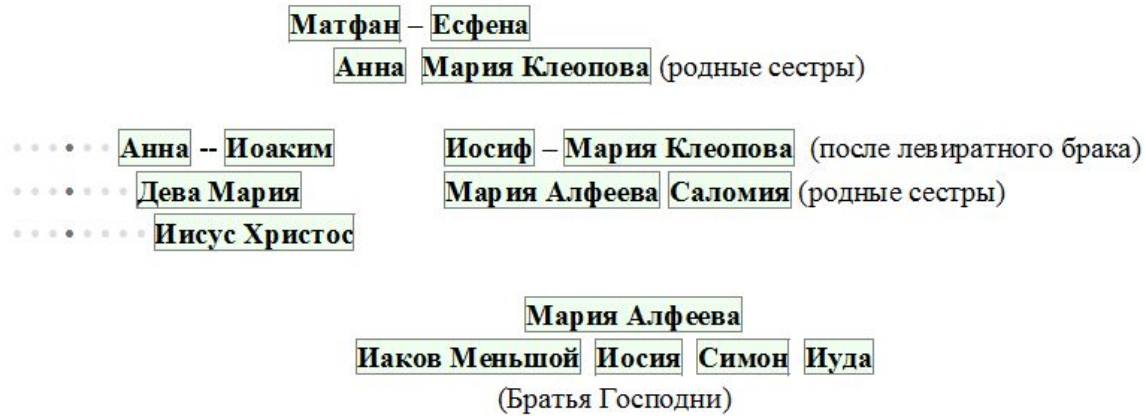 Матфан – Есфена
Анна Мария Клеопова (родные сестры)
Анна -- Иоаким Иосиф – Мария Клеопова (после левиратного брака)
Дева Мария Мария Алфеева Саломия (родные сестры)
Иисус Христос
Мария Алфеева
Иаков Меньшой Иосия Симон Иуда
(Братья Господни)